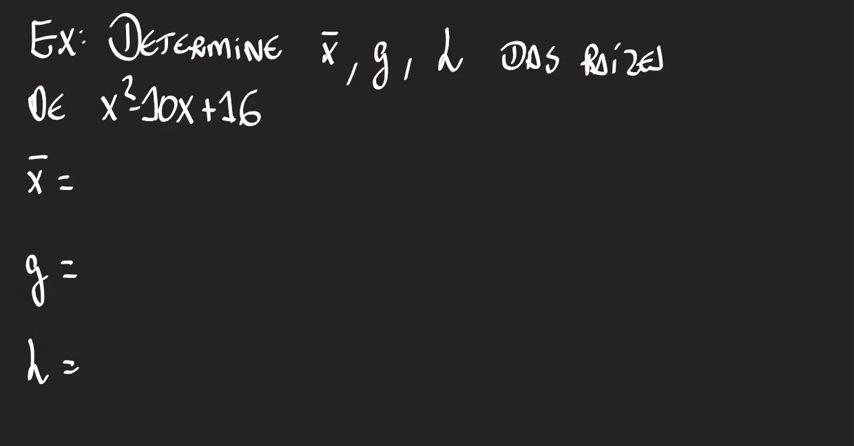 Ex: DETERMINE x̄, g, h DAS RAÍZES
DE x²-10x+16
x̄ =
g =
h =